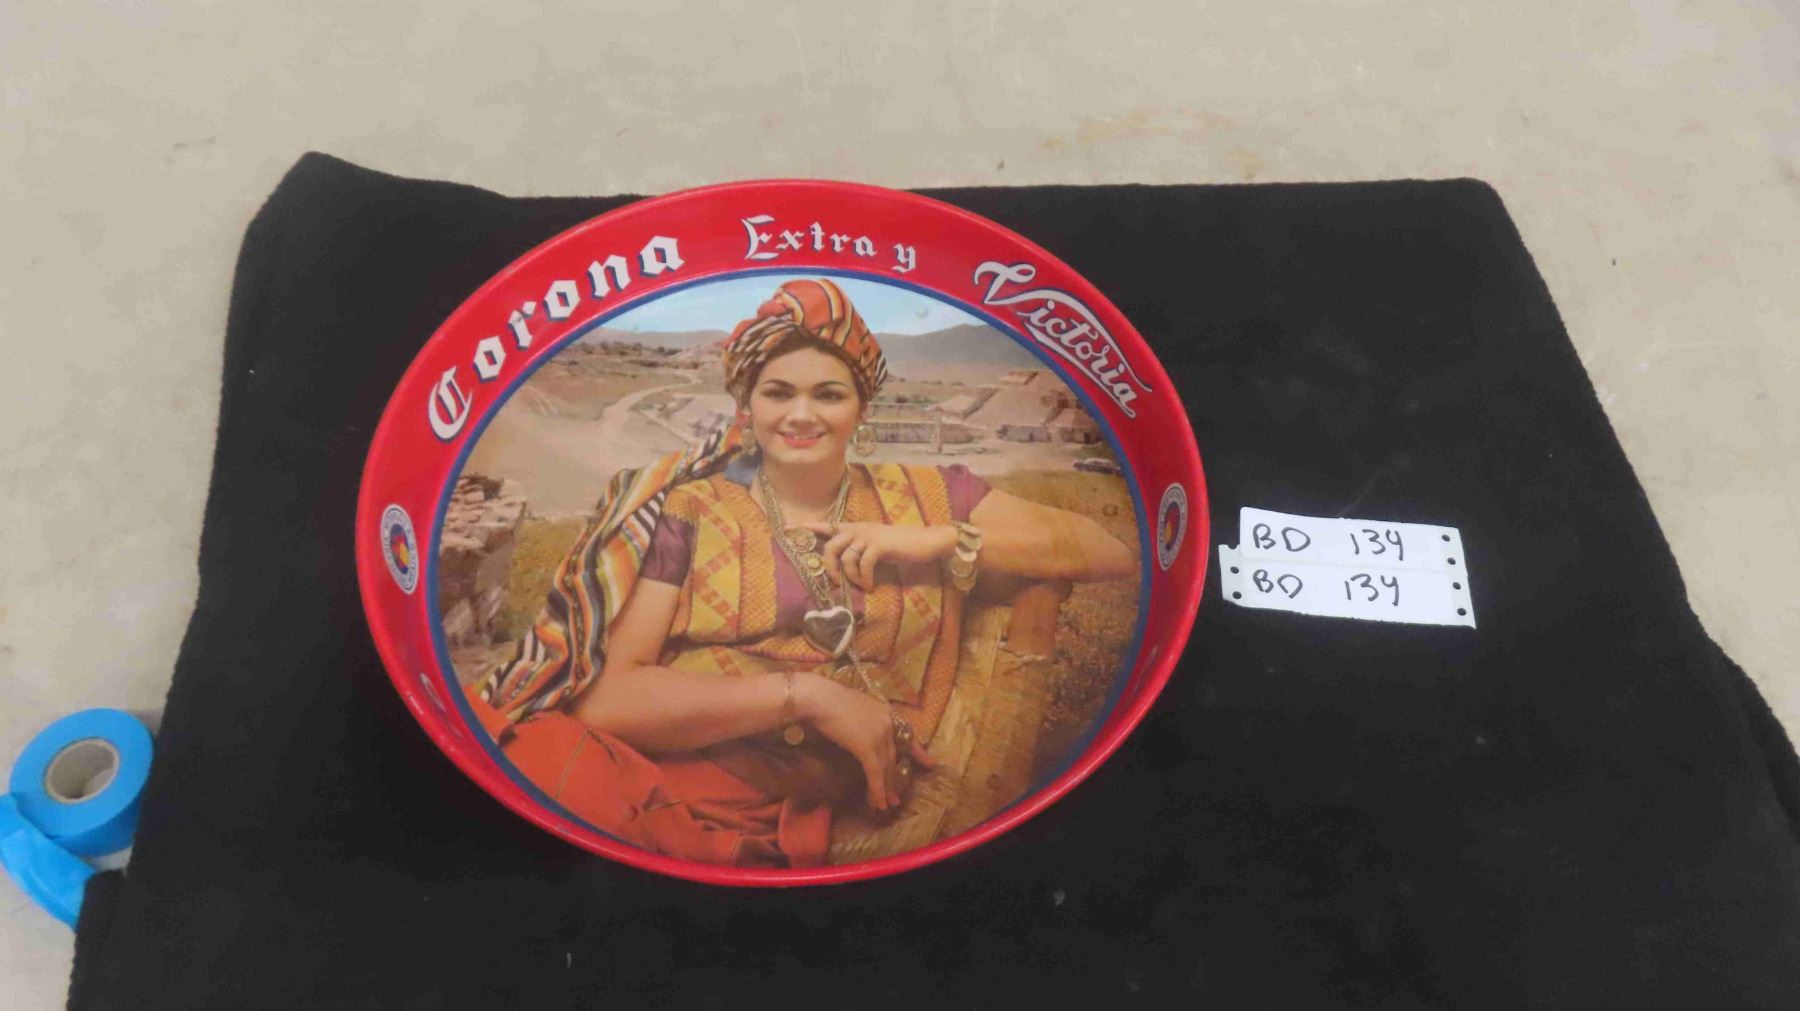 Corona Extra y Victoria
BD 134
BD 134